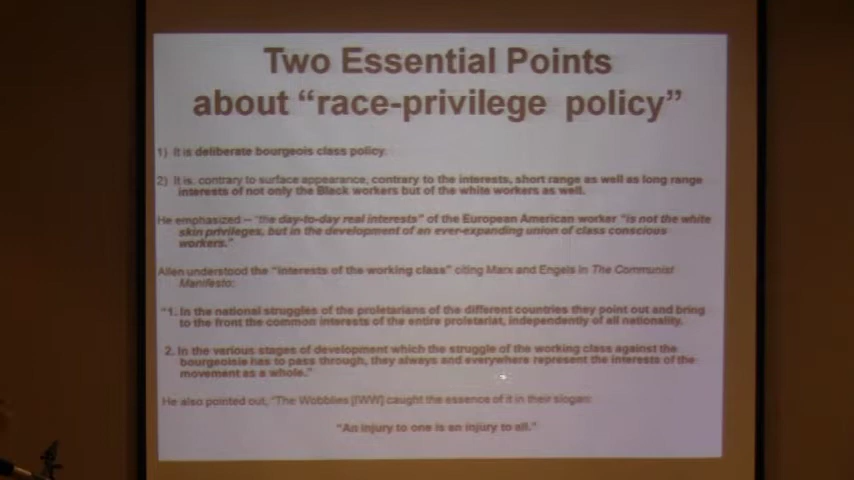 Two Essential Points
about “race-privilege policy”
1) It is deliberate bourgeois class policy.
2) It is, contrary to surface appearance, contrary to the interests, short range as well as long range
interests of not only the Black workers but of the white workers as well.
He emphasized – “the day-to-day real interests” of the European American worker “is not the white
skin privileges, but in the development of an ever-expanding union of class conscious
workers.”
Allen understood the “interests of the working class” citing Marx and Engels in The Communist
Manifesto:
“1. In the national struggles of the proletarians of the different countries they point out and bring
to the front the common interests of the entire proletariat, independently of all nationality.
2. In the various stages of development which the struggle of the working class against the
bourgeoisie has to pass through, they always and everywhere represent the interests of the
movement as a whole.”
He also pointed out, “The Wobblies [IWW] caught the essence of it in their slogan:
“An injury to one is an injury to all.”